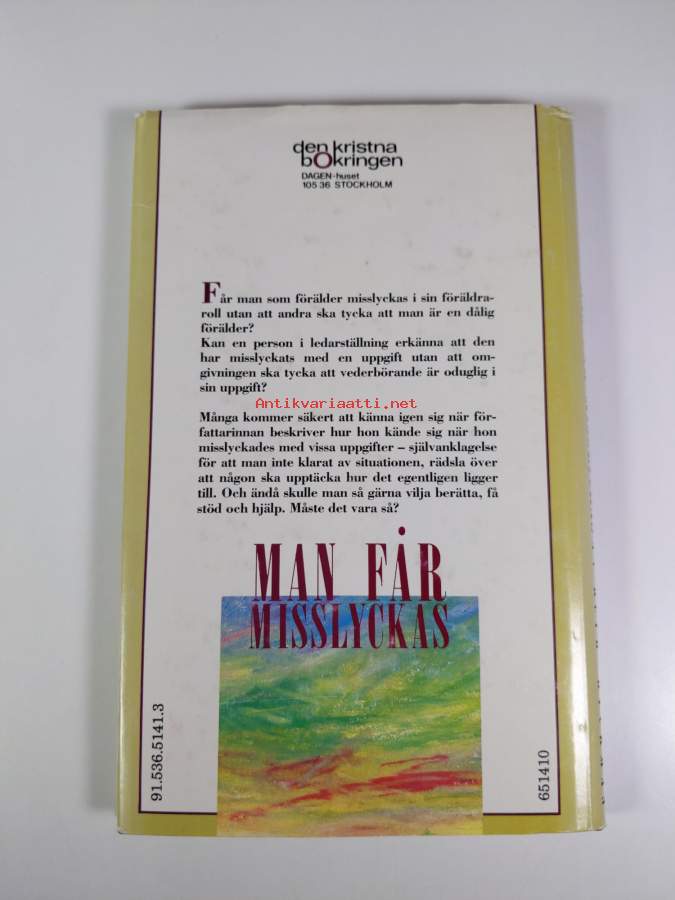 den kristna
bokringen
DAGEN-huset
105 36 STOCKHOLM
Får man som förälder misslyckas i sin föräldra-
roll utan att andra ska tycka att man är en dålig
förälder?
Kan en person i ledarställning erkänna att den
har misslyckats med en uppgift utan att om-
givningen ska tycka att vederbörande är oduglig i
sin uppgift?
Antikvariaatti.net
Många kommer säkert att känna igen sig när för-
fattarinnan beskriver hur hon kände sig när hon
misslyckades med vissa uppgifter – självanklagelse
för att man inte klarat av situationen, rädsla över
att någon ska upptäcka hur det egentligen ligger
till. Och ändå skulle man så gärna vilja berätta, få
stöd och hjälp. Måste det vara så?
MAN FÅR
MISSLYCKAS
91.536.5141.3
651410